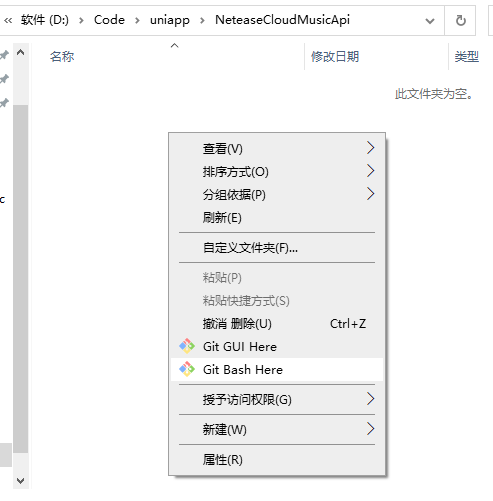 « 软件 (D:) > Code > uniapp > NeteaseCloudMusicApi
名称 修改日期 类型
此文件夹为空。
查看(V)
排序方式(O)
分组依据(P)
刷新(E)
自定义文件夹(F)...
粘贴(P)
粘贴快捷方式(S)
撤消 删除(U) Ctrl+Z
Git GUI Here
Git Bash Here
授予访问权限(G)
新建(W)
属性(R)
c